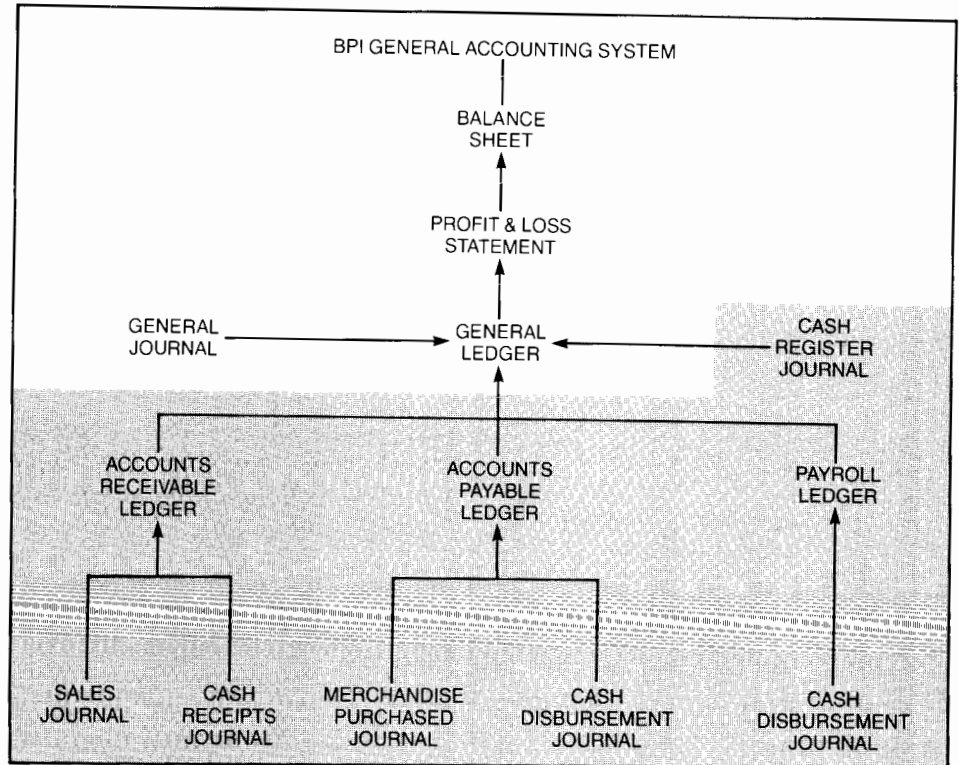 BPI GENERAL ACCOUNTING SYSTEM
BALANCE
SHEET
PROFIT & LOSS
STATEMENT
GENERAL
JOURNAL
GENERAL
LEDGER
CASH
REGISTER
JOURNAL
ACCOUNTS
RECEIVABLE
LEDGER
ACCOUNTS
PAYABLE
LEDGER
PAYROLL
LEDGER
SALES
JOURNAL
CASH
RECEIPTS
JOURNAL
MERCHANDISE
PURCHASED
JOURNAL
CASH
DISBURSEMENT
JOURNAL
CASH
DISBURSEMENT
JOURNAL